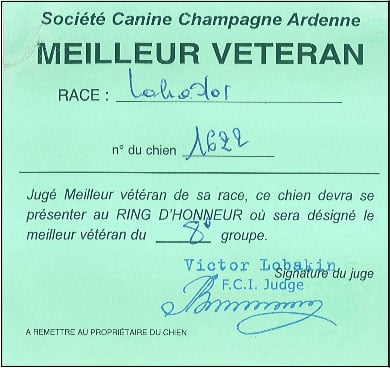 Société Canine Champagne Ardenne
MEILLEUR VETERAN
RACE : Labrador
n° du chien 1622
Jugé Meilleur vétéran de sa race, ce chien devra se
présenter au RING D'HONNEUR où sera désigné le
meilleur vétéran du 8e groupe.
Victor Lobakin
Signature du juge
F.C.I. Judge
A REMETTRE AU PROPRIÉTAIRE DU CHIEN